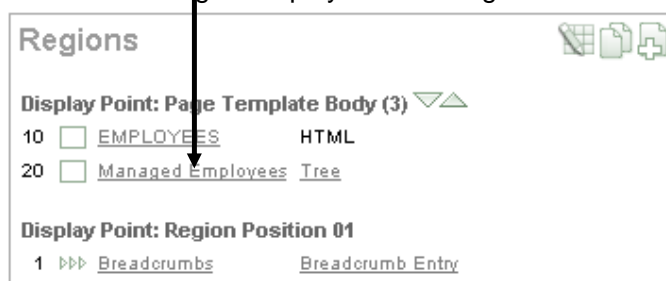 Regions
Display Point: Page Template Body (3)
10 EMPLOYEES HTML
20 Managed Employees Tree
Display Point: Region Position 01
1 Breadcrumbs Breadcrumb Entry